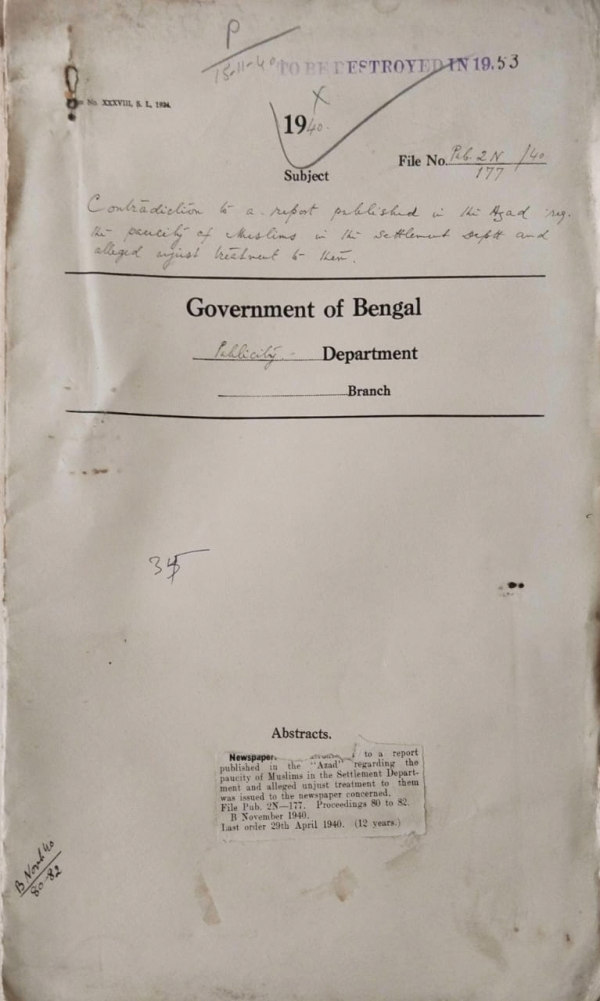 P
18-11-40
TO BE DESTROYED IN 19.53
No. XXXVIII, S. L., 1934.
X
1940.
File No. Pub. 2N/40
177
Subject
Contradiction to a report published in the Azad reg.
the paucity of Muslims in the Settlement Deptt and
alleged unjust treatment to them.
Government of Bengal
Publicity Department
Branch
Abstracts.
Newspaper. to a report
published in the "Azad" regarding the
paucity of Muslims in the Settlement Depart-
ment and alleged unjust treatment to them
was issued to the newspaper concerned.
File Pub. 2N—177. Proceedings 80 to 82.
B November 1940.
Last order 29th April 1940. (12 years.)
B Novr 40
80-82